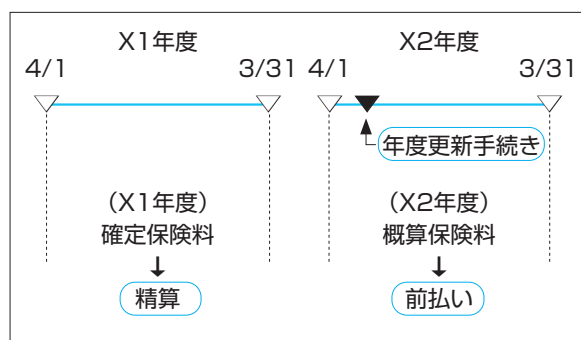 X1年度 X2年度
4/1 3/31 4/1 3/31
年度更新手続き
(X1年度) (X2年度)
確定保険料 概算保険料
精算 前払い